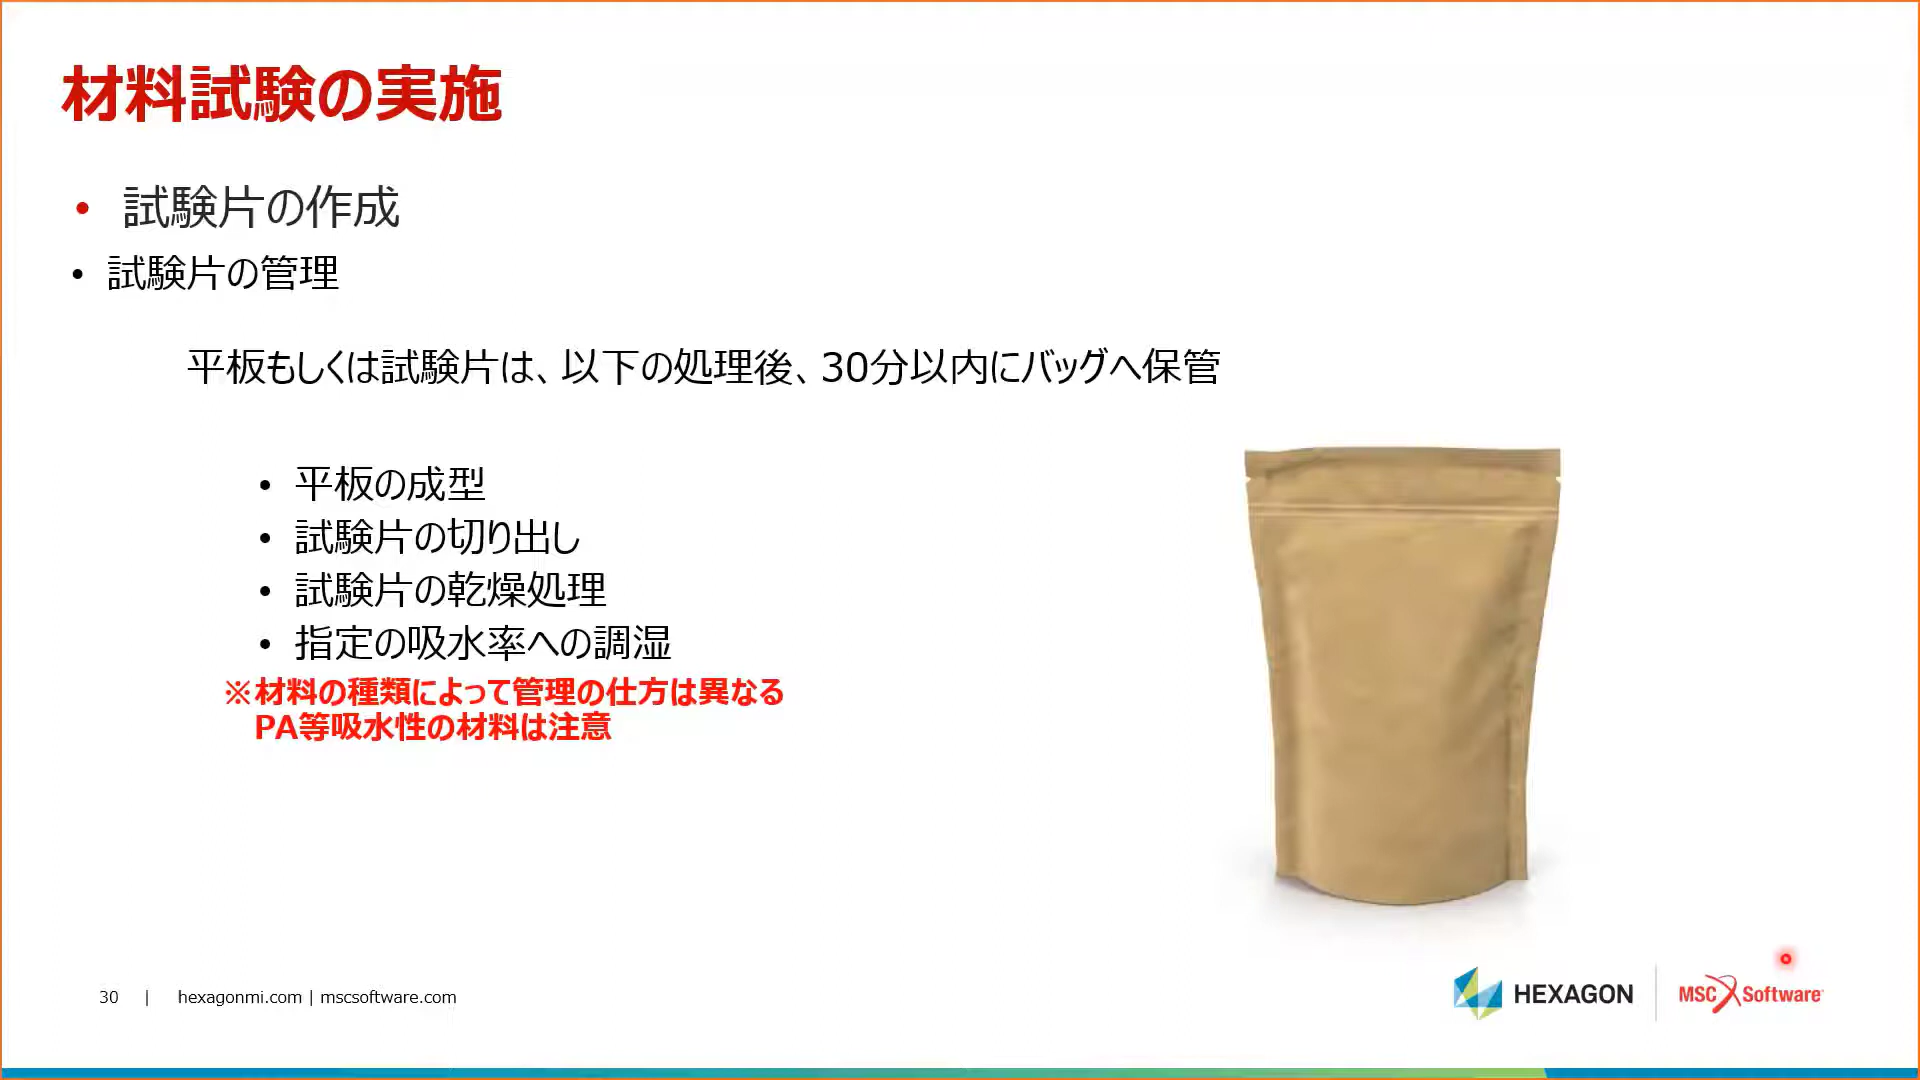 材料試験の実施
• 試験片の作成
• 試験片の管理
平板もしくは試験片は、以下の処理後、30分以内にバッグへ保管
• 平板の成型
• 試験片の切り出し
• 試験片の乾燥処理
• 指定の吸水率への調湿
※材料の種類によって管理の仕方は異なる
PA等吸水性の材料は注意
30 | hexagonmi.com | mscsoftware.com
HEXAGON
MSC Software